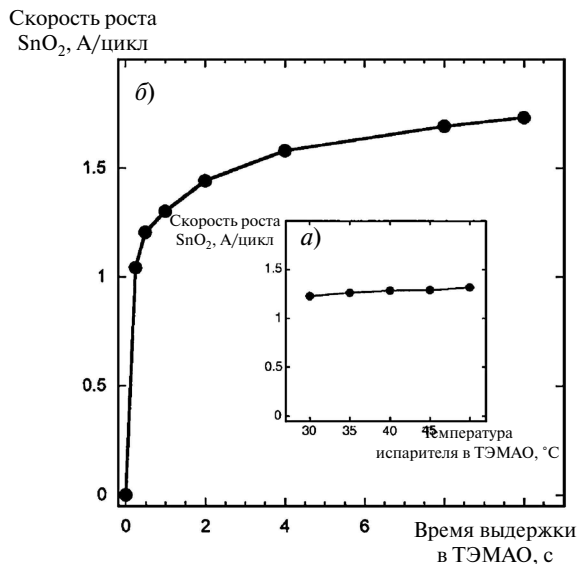 Скорость роста
SnO₂, А/цикл
б)
1.5
1
0.5
0
0 2 4 6
Время выдержки
в ТЭМАО, с
Скорость роста
SnO₂, А/цикл
а)
1.5
1
0.5
0
30 35 40 45
Температура
испарителя в ТЭМАО, °C